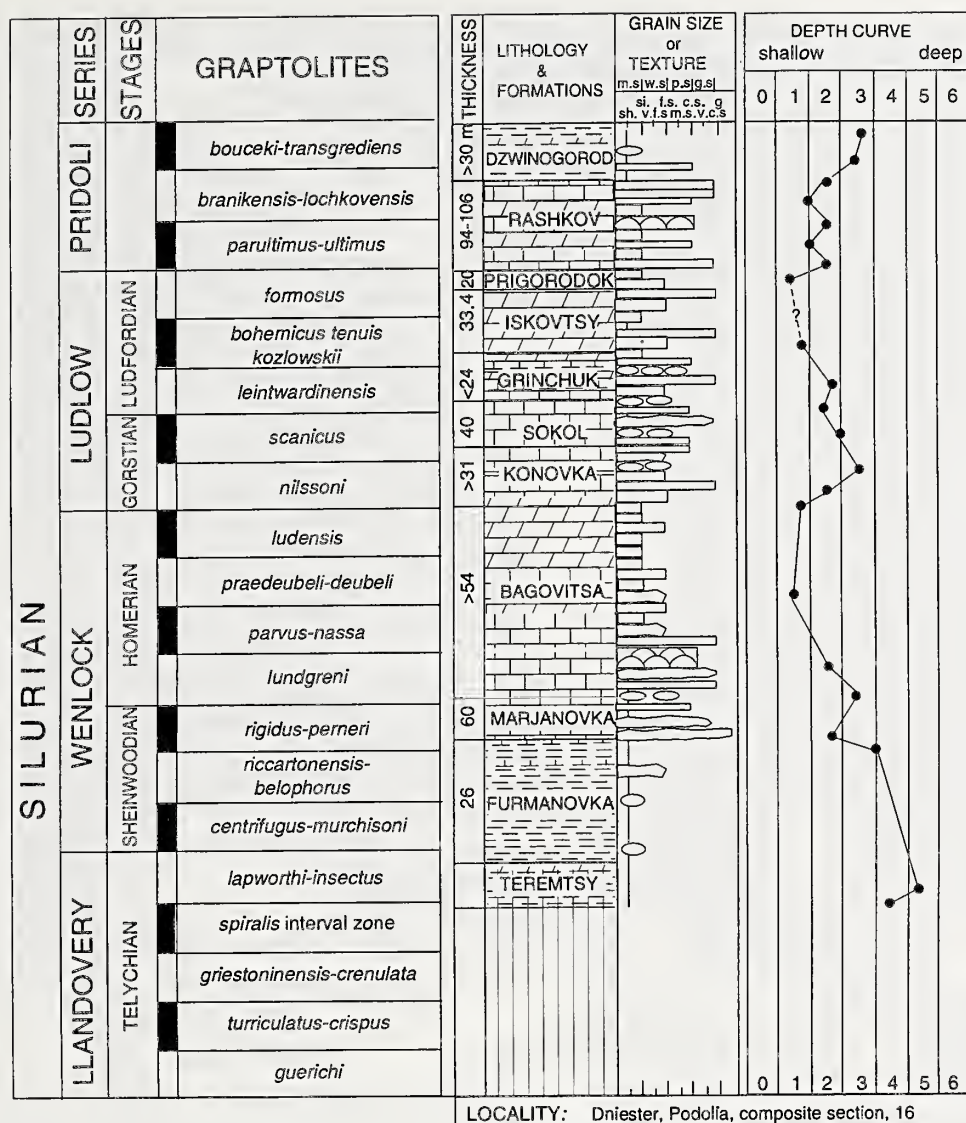 SILURIAN
SERIES
STAGES
GRAPTOLITES
PRIDOLI
LUDLOW
WENLOCK
LLANDOVERY
LUDFORDIAN
GORSTIAN
HOMERIAN
SHEINWOODIAN
TELYCHIAN
bouceki-transgrediens
branikensis-lochkovensis
parultimus-ultimus
formosus
bohemicus tenuis
kozlowskii
leintwardinensis
scanicus
nilssoni
ludensis
praedeubeli-deubeli
parvus-nassa
lundgreni
rigidus-perneri
riccartonensis-
belophorus
centrifugus-murchisoni
lapworthi-insectus
spiralis interval zone
griestoninensis-crenulata
turriculatus-crispus
guerichi
THICKNESS
>30 m
94-106
20
33.4
<24
40
>31
>54
60
26
LITHOLOGY
&
FORMATIONS
DZWINOGOROD
RASHKOV
PRIGORODOK
ISKOVTSY
GRINCHUK
SOKOL
KONOVKA
BAGOVITSA
MARJANOVKA
FURMANOVKA
TEREMTSY
GRAIN SIZE
or
TEXTURE
m.s|w.s|p.s|g.s|
si. f.s. c.s. g
sh. v.f.s m.s. v.c.s
DEPTH CURVE
shallow deep
0 1 2 3 4 5 6
?
0 1 2 3 4 5 6
LOCALITY: Dniester, Podolia, composite section, 16